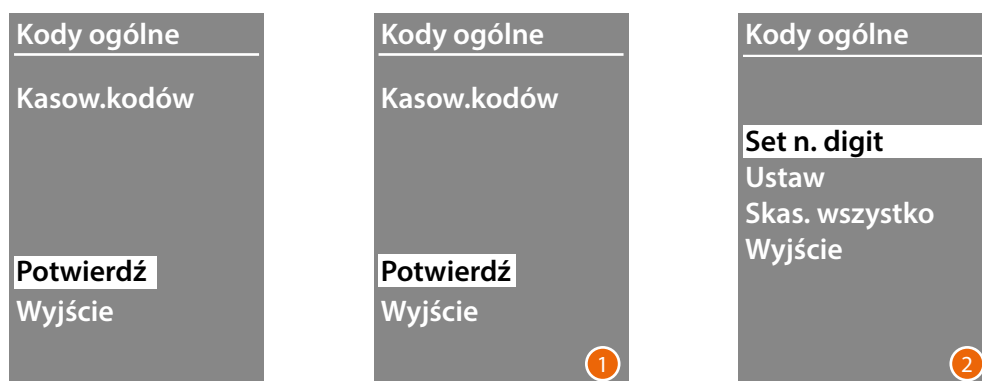 Kody ogólne
Kasow.kodów
Potwierdź
Wyjście
Kody ogólne
Kasow.kodów
Potwierdź
Wyjście
1
Kody ogólne
Set n. digit
Ustaw
Skas. wszystko
Wyjście
2